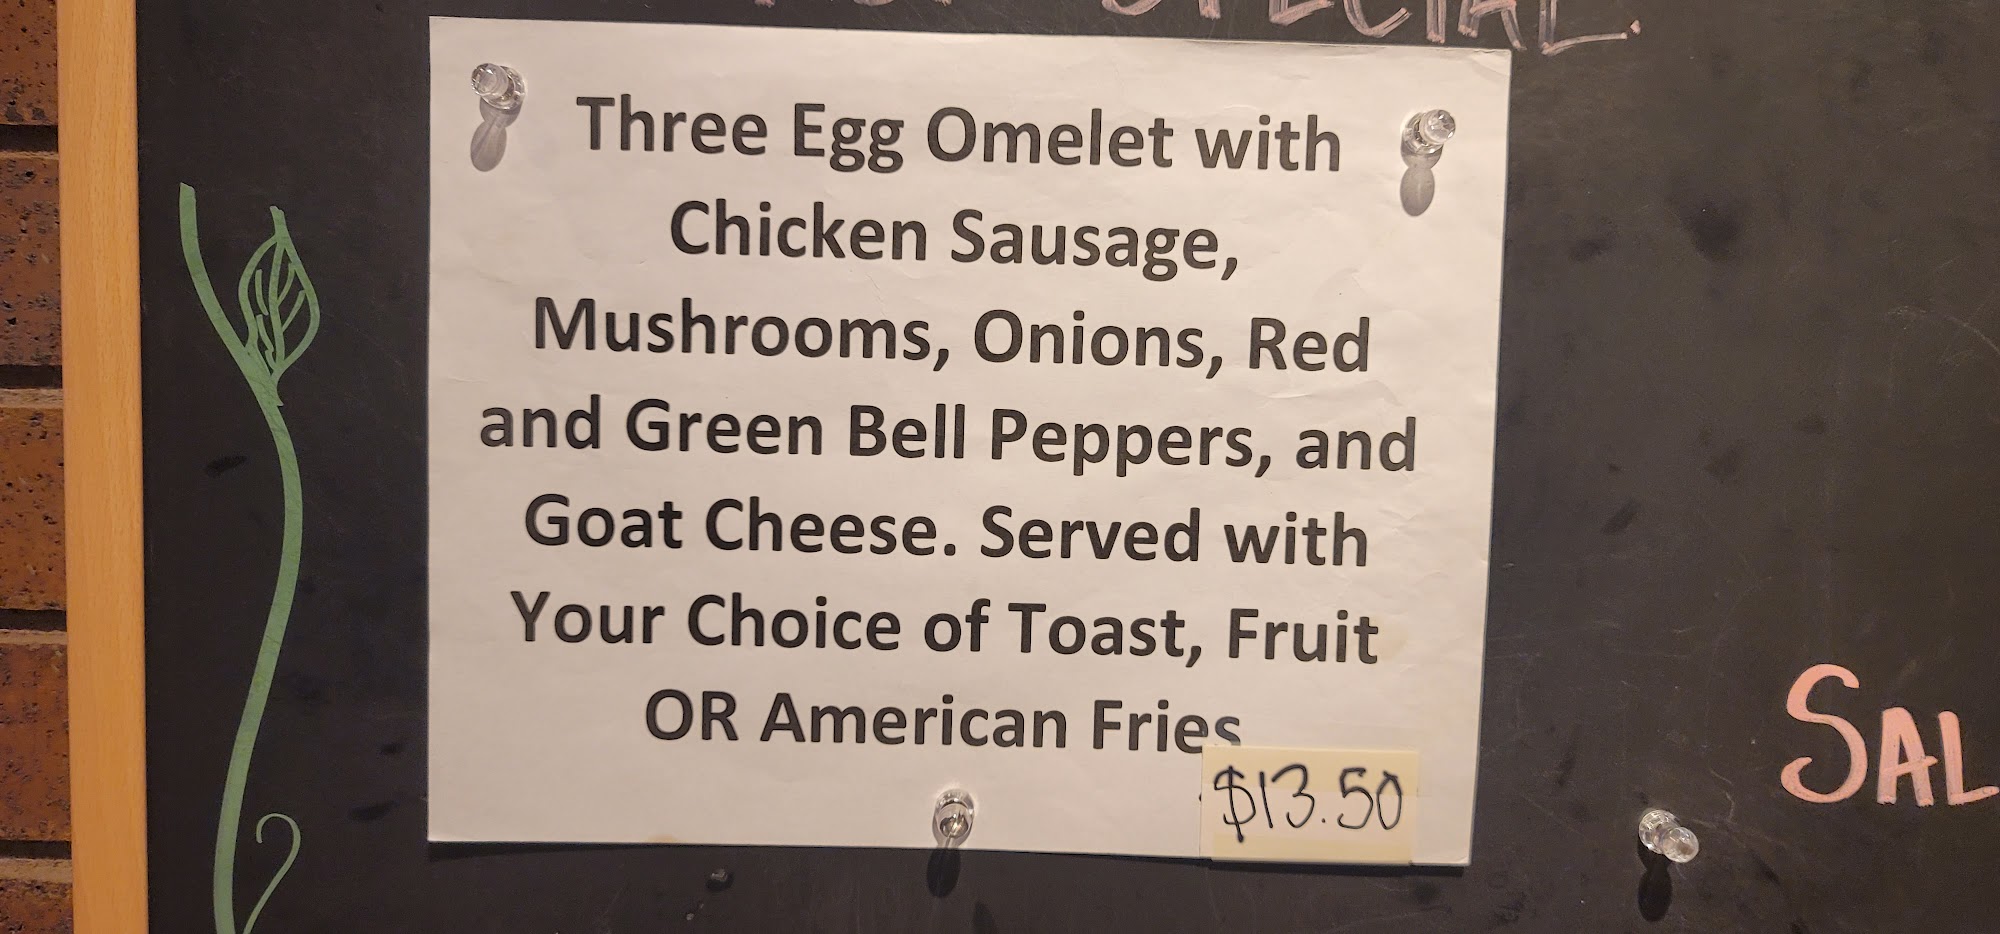 SPECIAL.
Three Egg Omelet with
Chicken Sausage,
Mushrooms, Onions, Red
and Green Bell Peppers, and
Goat Cheese. Served with
Your Choice of Toast, Fruit
OR American Fries
$13.50
SAL